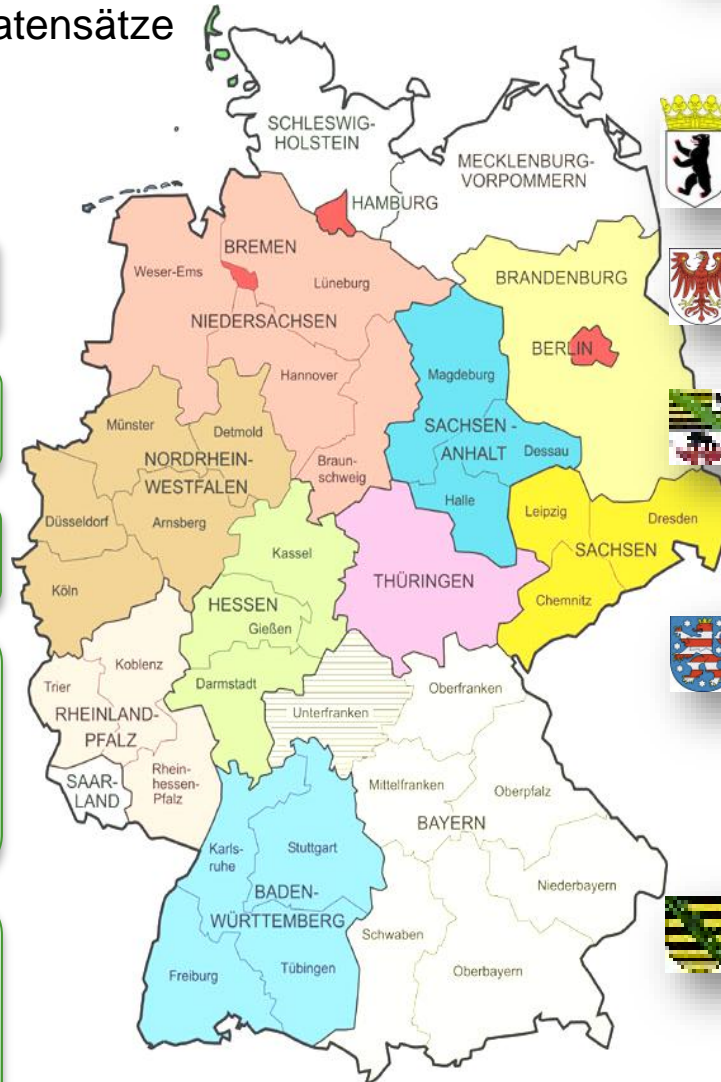 atensätze
SCHLESWIG-
HOLSTEIN
MECKLENBURG-
VORPOMMERN
HAMBURG
BREMEN
Weser-Ems
Lüneburg
BRANDENBURG
NIEDERSACHSEN
BERLIN
Hannover
Magdeburg
Münster
Detmold
SACHSEN -
ANHALT
Dessau
NORDRHEIN-
WESTFALEN
Braun-
schweig
Halle
Leipzig
Dresden
Düsseldorf
Arnsberg
Kassel
SACHSEN
THÜRINGEN
Köln
HESSEN
Chemnitz
Gießen
Koblenz
Trier
Darmstadt
Oberfranken
RHEINLAND-
PFALZ
Unterfranken
SAAR-
LAND
Rhein-
hessen-
Pfalz
Mittelfranken
Oberpfalz
BAYERN
Karls-
ruhe
Stuttgart
BADEN-
WÜRTTEMBERG
Niederbayern
Schwaben
Freiburg
Tübingen
Oberbayern